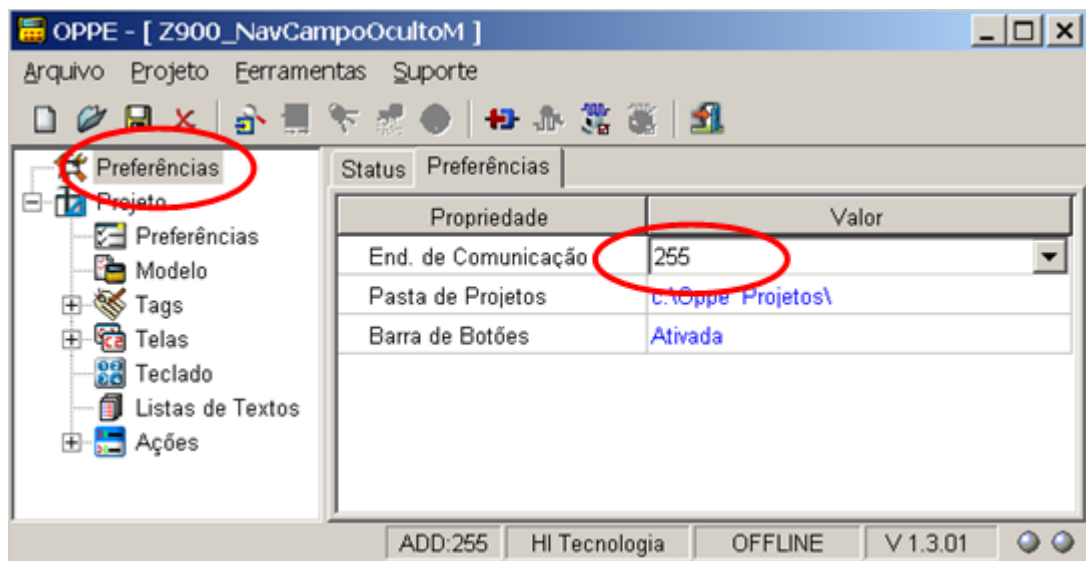 OPPE - [ Z900_NavCampoOcultoM ]
Arquivo Projeto Ferramentas Suporte
Preferências
Projeto
Preferências
Modelo
Tags
Telas
Teclado
Listas de Textos
Ações
Status Preferências
Propriedade Valor
End. de Comunicação 255
Pasta de Projetos c:\Oppe Projetos\
Barra de Botões Ativada
ADD:255 HI Tecnologia OFFLINE V 1.3.01